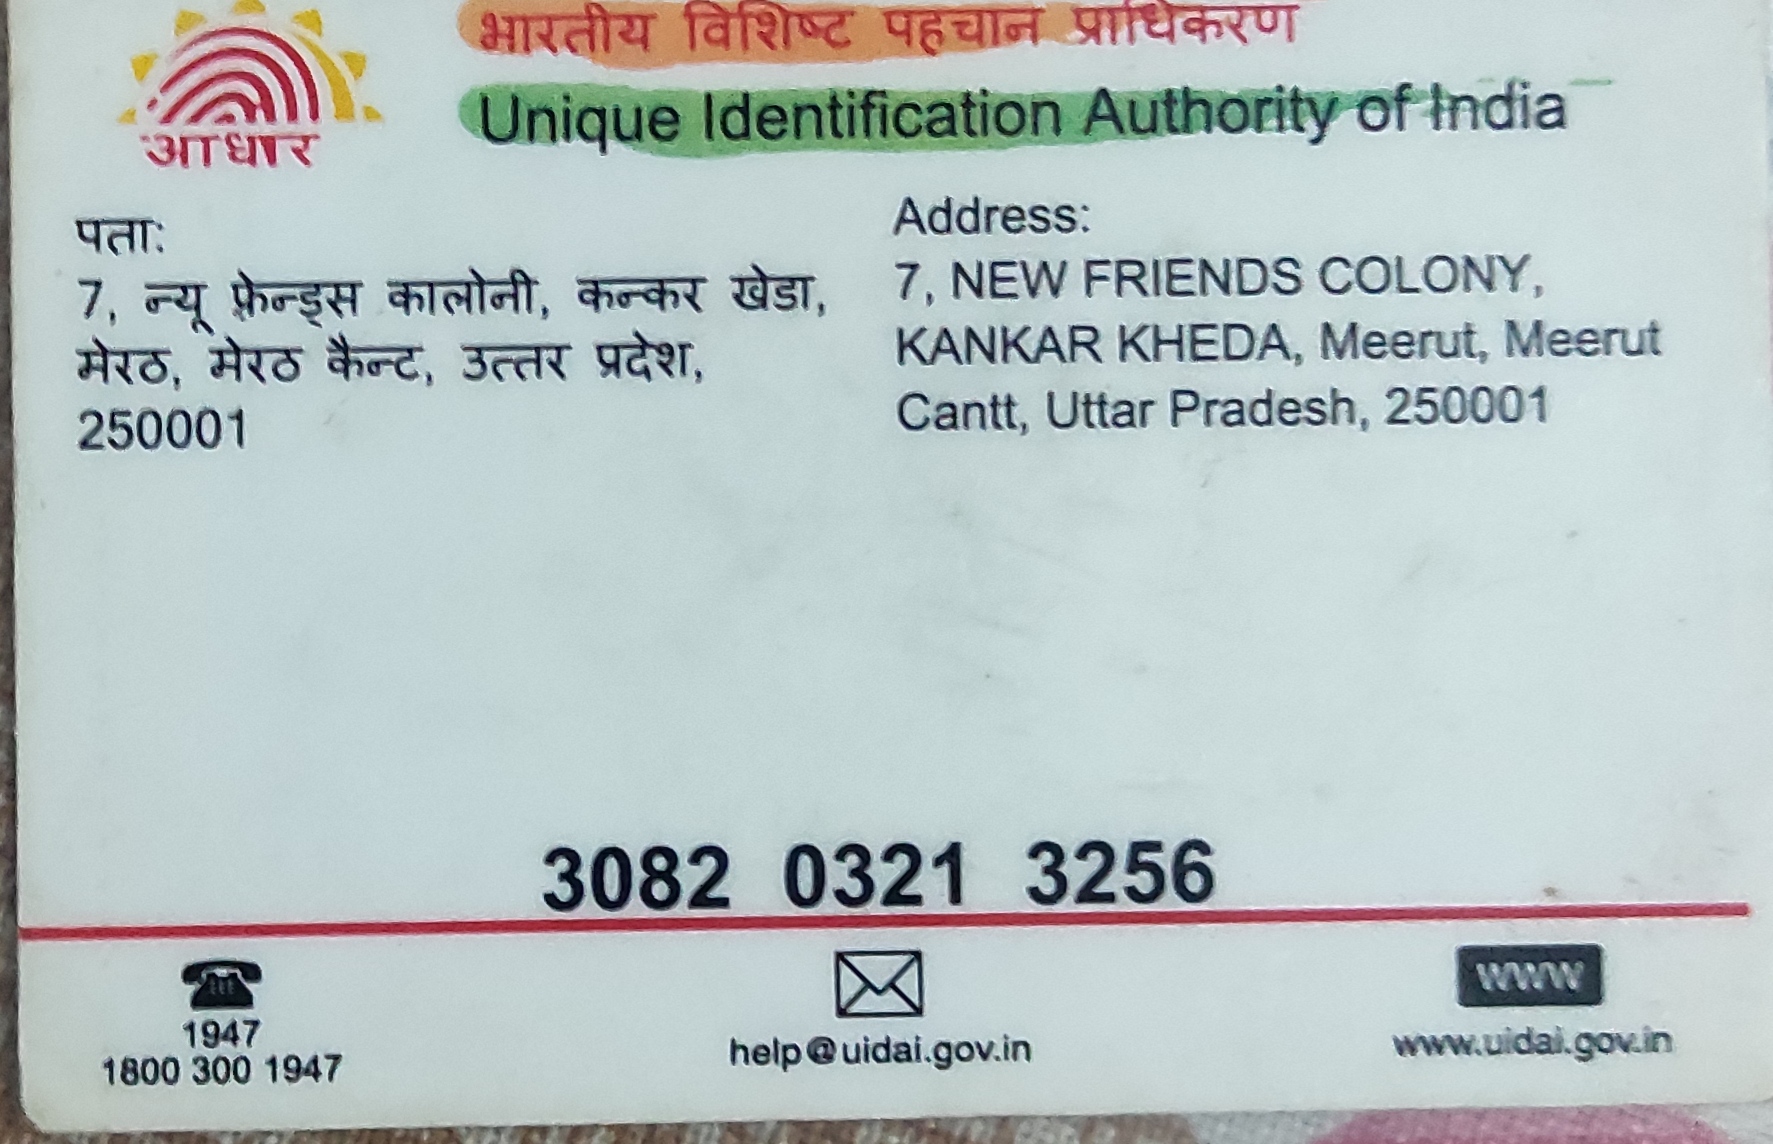 भारतीय विशिष्ट पहचान प्राधिकरण
आधार
Unique Identification Authority of India
पता:
7, न्यू फ़्रेन्ड्स कालोनी, कन्कर खेडा,
मेरठ, मेरठ कैन्ट, उत्तर प्रदेश,
250001
Address:
7, NEW FRIENDS COLONY,
KANKAR KHEDA, Meerut, Meerut
Cantt, Uttar Pradesh, 250001
3082 0321 3256
1947
1800 300 1947
help@uidai.gov.in
www
www.uidai.gov.in